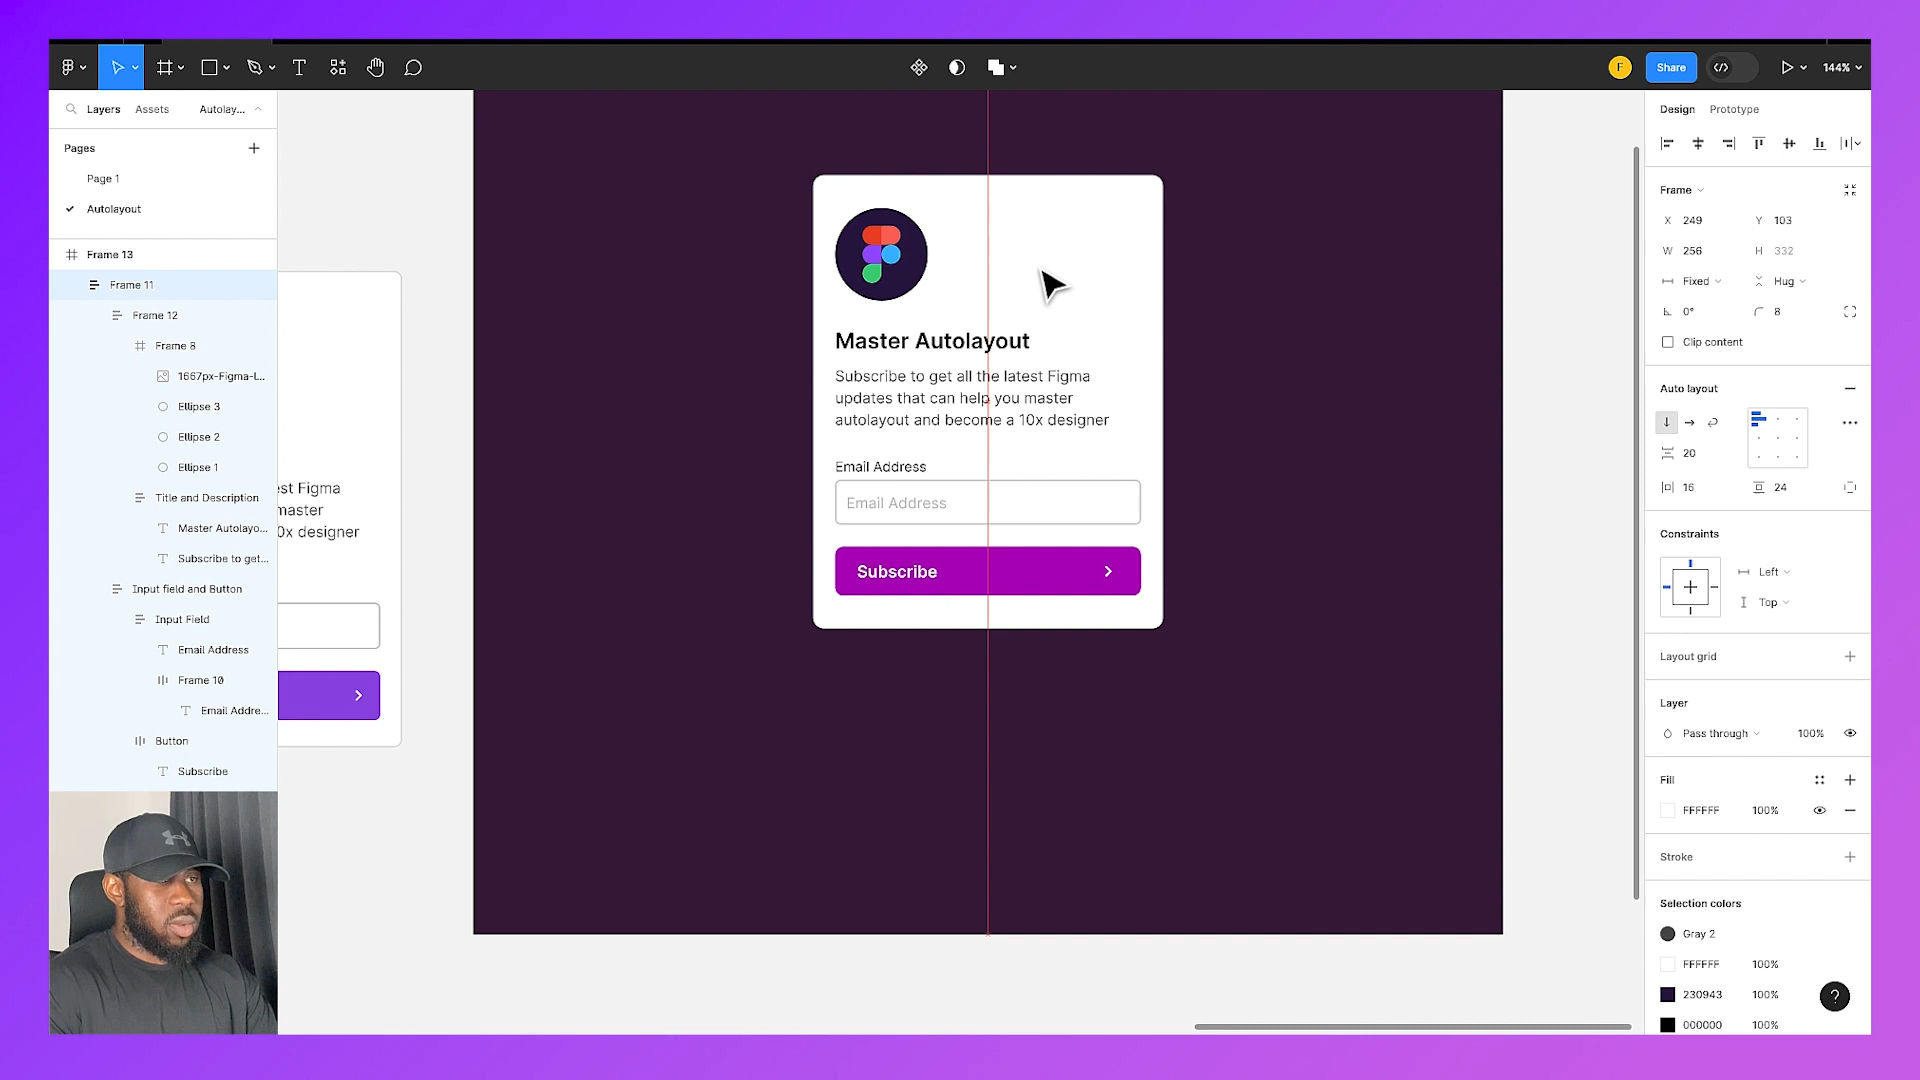 F
Share
144%
Layers
Assets
Autolay...
Pages
Page 1
Autolayout
Frame 13
Frame 11
Frame 12
Frame 8
1667px-Figma-L...
Ellipse 3
Ellipse 2
Ellipse 1
Title and Description
Master Autolayo...
Subscribe to get...
Input field and Button
Input Field
Email Address
Frame 10
Email Addre...
Button
Subscribe
est Figma
master
0x designer
Master Autolayout
Subscribe to get all the latest Figma
updates that can help you master
autolayout and become a 10x designer
Email Address
Email Address
Subscribe
Design
Prototype
Frame
X 249
Y 103
W 256
H 332
Fixed
Hug
0°
8
Clip content
Auto layout
20
16
24
Constraints
Left
Top
Layout grid
Layer
Pass through
100%
Fill
FFFFFF
100%
Stroke
Selection colors
Gray 2
FFFFFF
100%
230943
100%
000000
100%
?